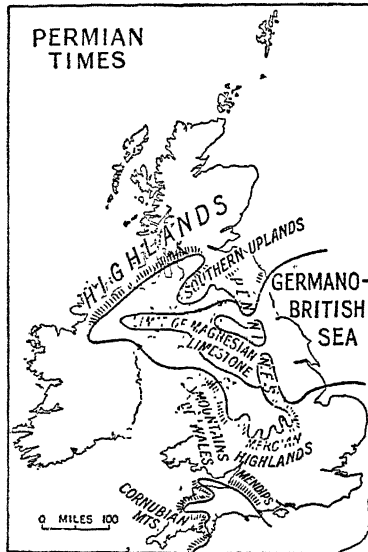 PERMIAN
TIMES
HIGHLANDS
SOUTHERN UPLANDS
GERMANO-
BRITISH
SEA
MAGNESIAN
LIMESTONE
MOUNTAINS
OF WALES
MERCIAN
HIGHLANDS
MENDIPS
CORNUBIAN
MTS.
0 MILES 100